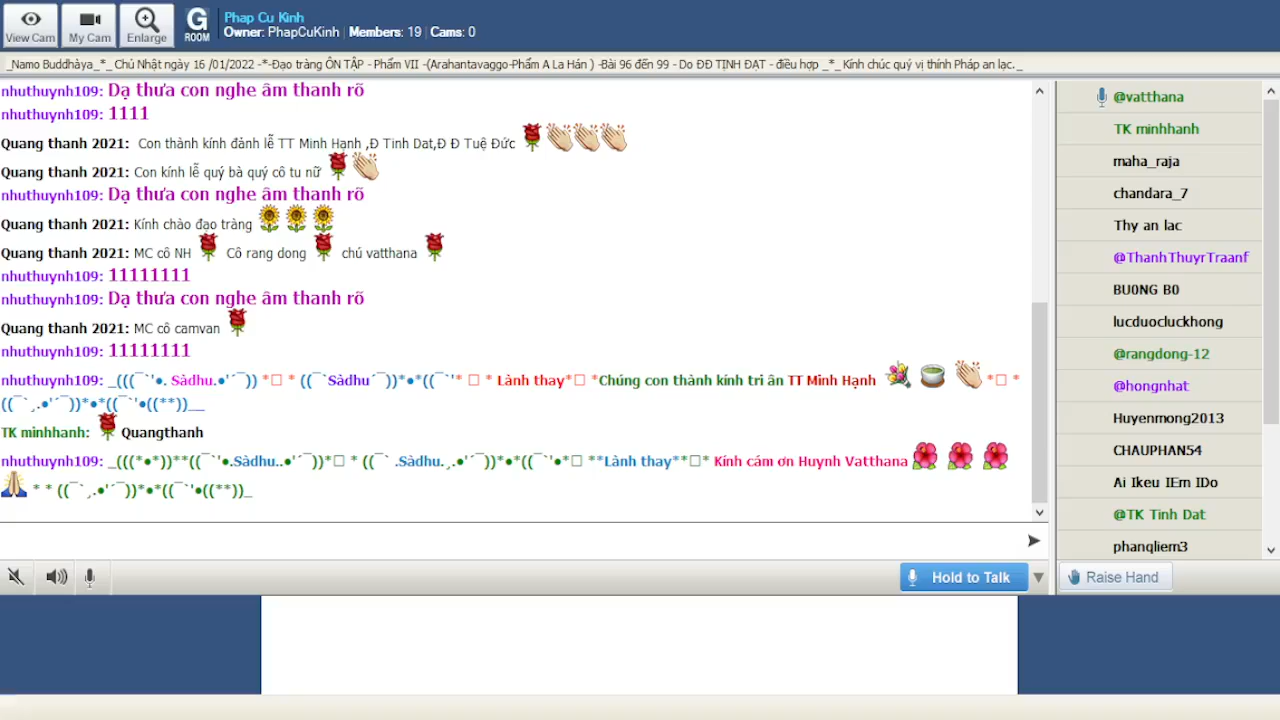 View Cam
My Cam
Enlarge
G
ROOM
Phap Cu Kinh
Owner: PhapCuKinh | Members: 19 | Cams: 0
_Namo Buddhàya_*_ Chủ Nhật ngày 16 /01/2022 -*-Đạo tràng ÔN TẬP - Phẩm VII -(Arahantavaggo-Phẩm A La Hán ) -Bài 96 đến 99 - Do ĐĐ TỊNH ĐẠT - điều hợp _*_ Kính chúc quý vị thính Pháp an lạc._
nhuthuynh109: Dạ thưa con nghe âm thanh rõ
nhuthuynh109: 1111
Quang thanh 2021: Con thành kính đảnh lễ TT Minh Hạnh ,Đ Tinh Dat,Đ Đ Tuệ Đức
Quang thanh 2021: Con kính lễ quý bà quý cô tu nữ
nhuthuynh109: Dạ thưa con nghe âm thanh rõ
Quang thanh 2021: Kính chào đạo tràng
Quang thanh 2021: MC cô NH Cô rang dong chú vatthana
nhuthuynh109: 11111111
nhuthuynh109: Dạ thưa con nghe âm thanh rõ
Quang thanh 2021: MC cô camvan
nhuthuynh109: 11111111
nhuthuynh109: _(((¯`'•. Sàdhu.•'´¯)) * * ((¯`Sàdhu´¯))*•*((¯`'* * Lành thay* *Chúng con thành kính tri ân TT Minh Hạnh * *
((¯`¸.•'´¯))*•*((¯`'•((**))__
TK minhhanh: Quangthanh
nhuthuynh109: _(((*•*))**((¯`'•.Sàdhu..•'´¯))* * ((¯` .Sàdhu.¸.•'´¯))*•*((¯`'•* **Lành thay** * Kính cám ơn Huynh Vatthana
* * ((¯`¸.•'´¯))*•*((¯`'•((**))_
Hold to Talk
@vatthana
TK minhhanh
maha_raja
chandara_7
Thy an lac
@ThanhThuyrTraanf
BU0NG B0
lucduocluckhong
@rangdong-12
@hongnhat
Huyenmong2013
CHAUPHAN54
Ai lkeu IEm IDo
@TK Tinh Dat
phanqliem3
Raise Hand